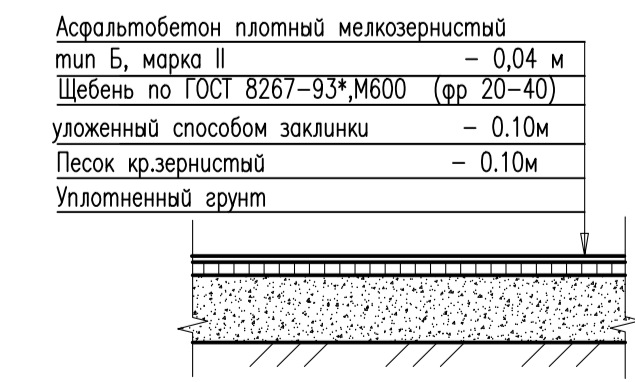 Асфальтобетон плотный мелкозернистый
тип Б, марка II – 0,04 м
Щебень по ГОСТ 8267–93*,М600 (фр 20–40)
уложенный способом заклинки – 0.10м
Песок кр.зернистый – 0.10м
Уплотненный грунт